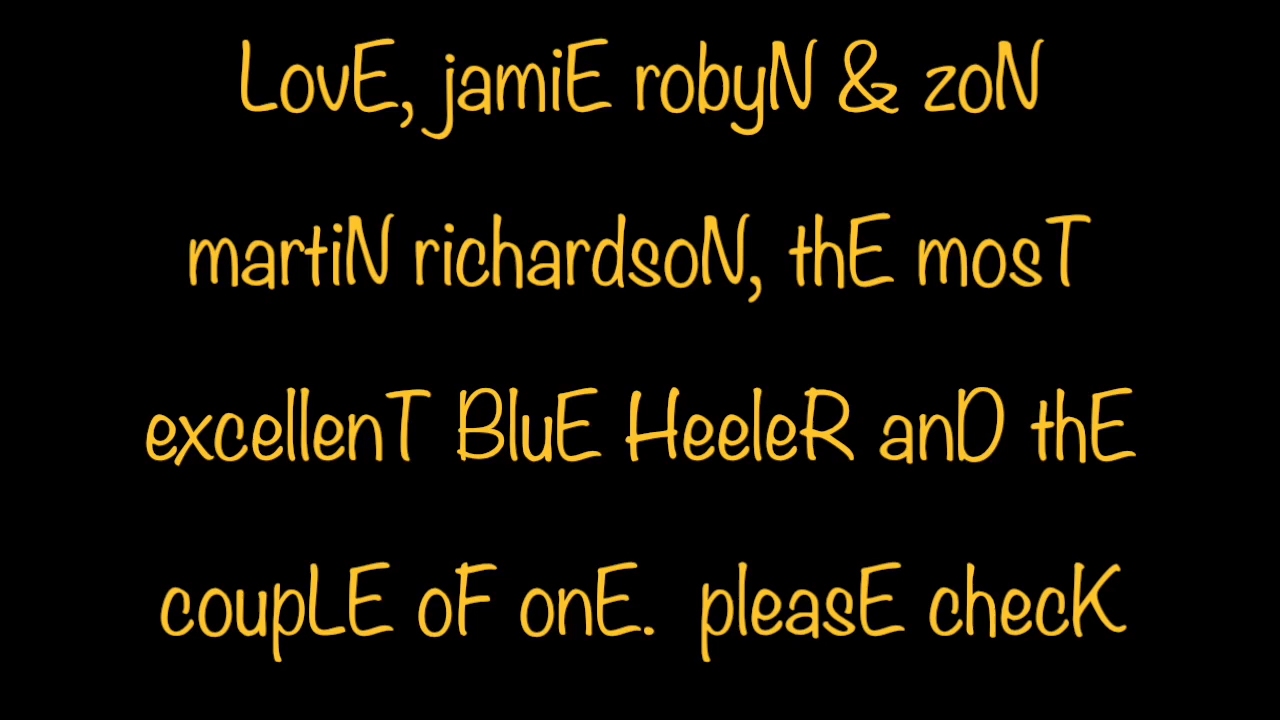 LovE, jamiE robyN & zoN
martiN richardsoN, thE mosT
excellenT BluE HeeleR anD thE
coupLE oF onE.  pleasE checK